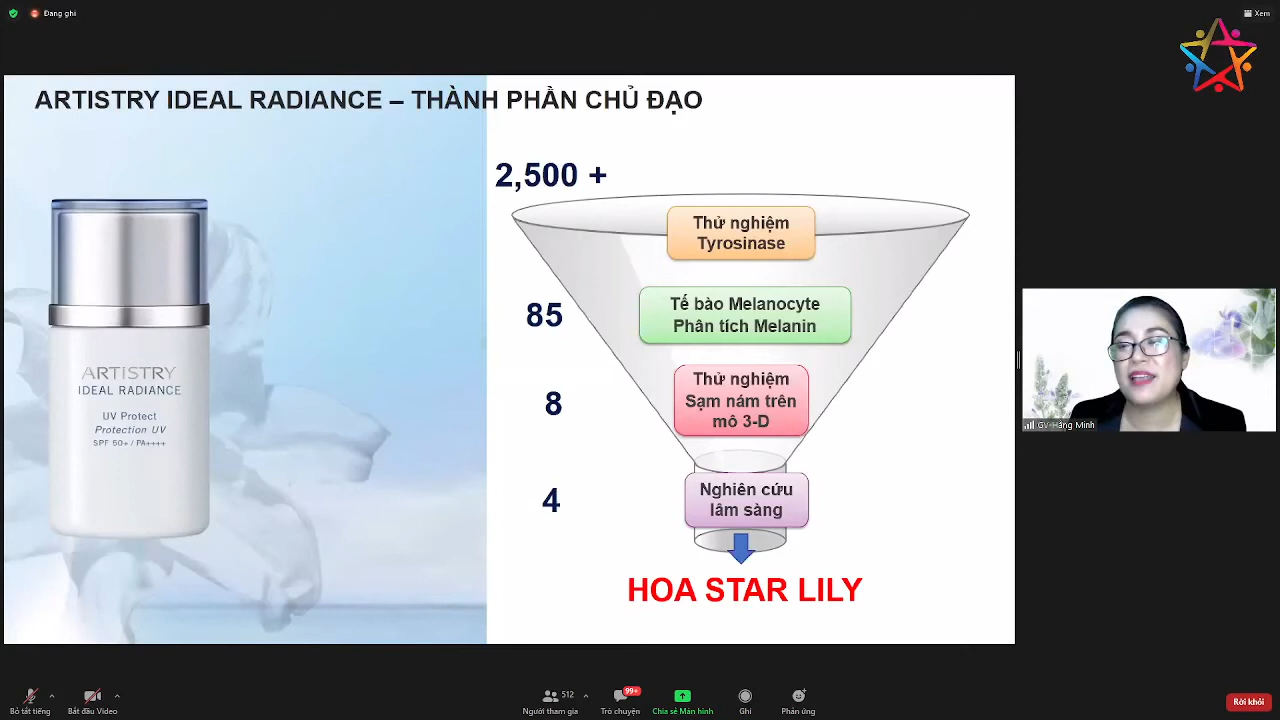 Đang ghi
Xem
ARTISTRY IDEAL RADIANCE – THÀNH PHẦN CHỦ ĐẠO
2,500 +
Thử nghiệm
Tyrosinase
85
Tế bào Melanocyte
Phân tích Melanin
8
Thử nghiệm
Sạm nám trên
mô 3-D
4
Nghiên cứu
lâm sàng
HOA STAR LILY
ARTISTRY
IDEAL RADIANCE
UV Protect
Protection UV
SPF 50+ / PA++++
GV-Hằng Minh
Bỏ tắt tiếng
Bắt đầu Video
512
Người tham gia
99+
Trò chuyện
Chia sẻ Màn hình
Ghi
Phản ứng
Rời khỏi